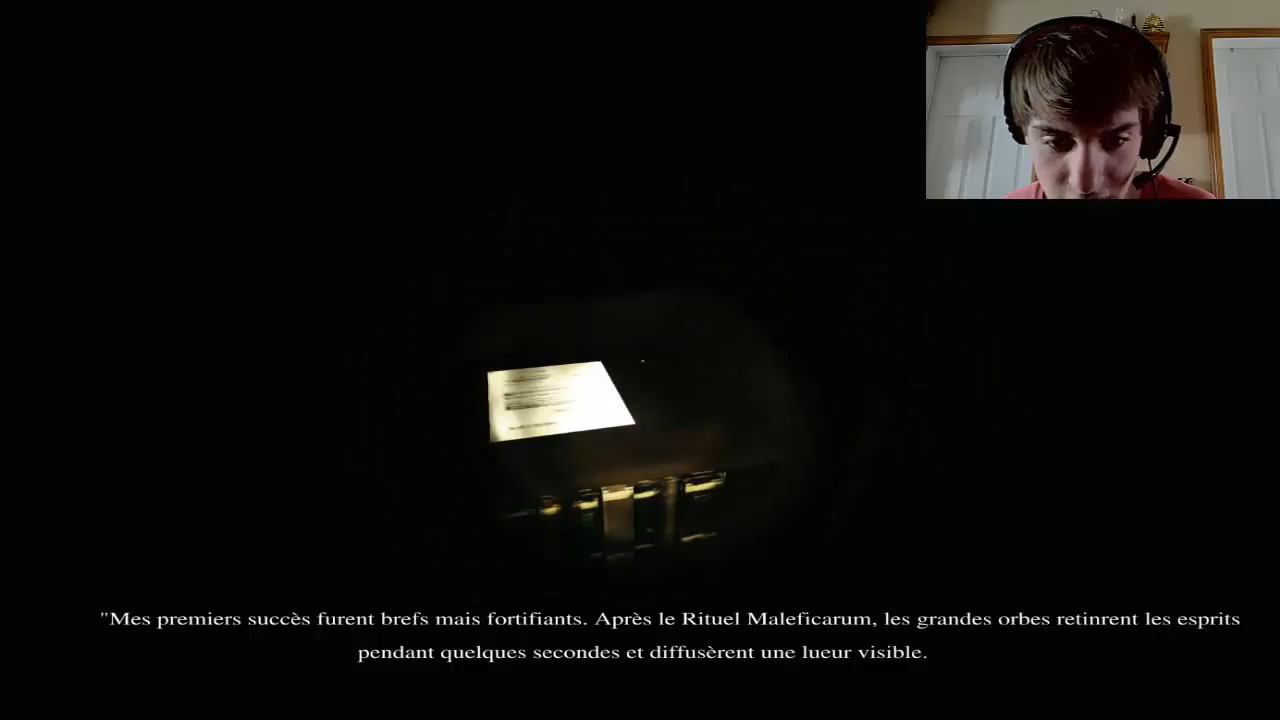 "Mes premiers succès furent brefs mais fortifiants. Après le Rituel Maleficarum, les grandes orbes retinrent les esprits
pendant quelques secondes et diffusèrent une lueur visible.